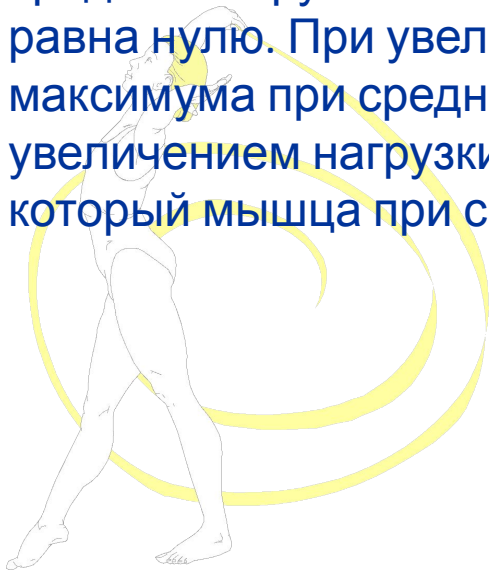 равна нулю. При увел
максимума при средн
увеличением нагрузки
который мышца при с